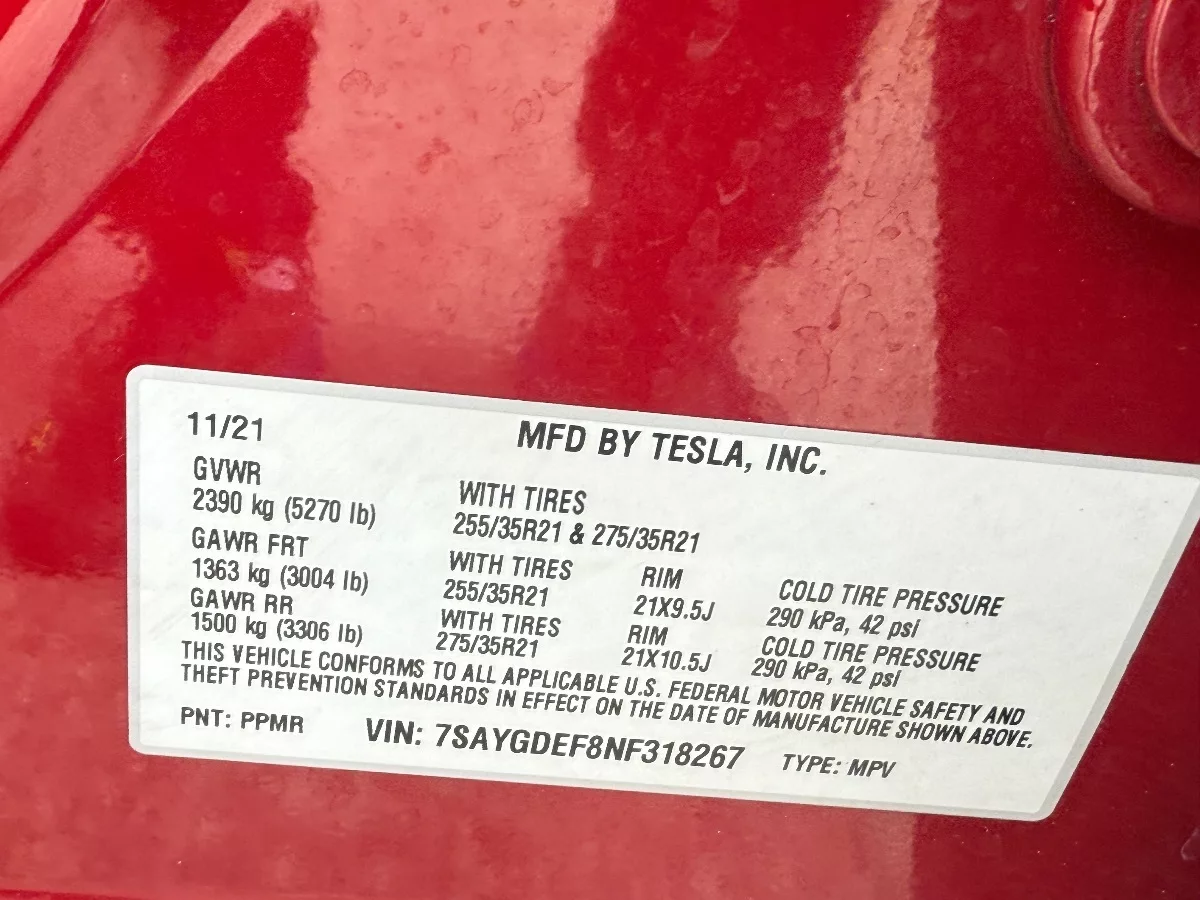 11/21 MFD BY TESLA, INC.
GVWR WITH TIRES
2390 kg (5270 lb) 255/35R21 & 275/35R21
GAWR FRT WITH TIRES RIM COLD TIRE PRESSURE
1363 kg (3004 lb) 255/35R21 21X9.5J 290 kPa, 42 psi
GAWR RR WITH TIRES RIM COLD TIRE PRESSURE
1500 kg (3306 lb) 275/35R21 21X10.5J 290 kPa, 42 psi
THIS VEHICLE CONFORMS TO ALL APPLICABLE U.S. FEDERAL MOTOR VEHICLE SAFETY AND
THEFT PREVENTION STANDARDS IN EFFECT ON THE DATE OF MANUFACTURE SHOWN ABOVE.
PNT: PPMR VIN: 7SAYGDEF8NF318267 TYPE: MPV